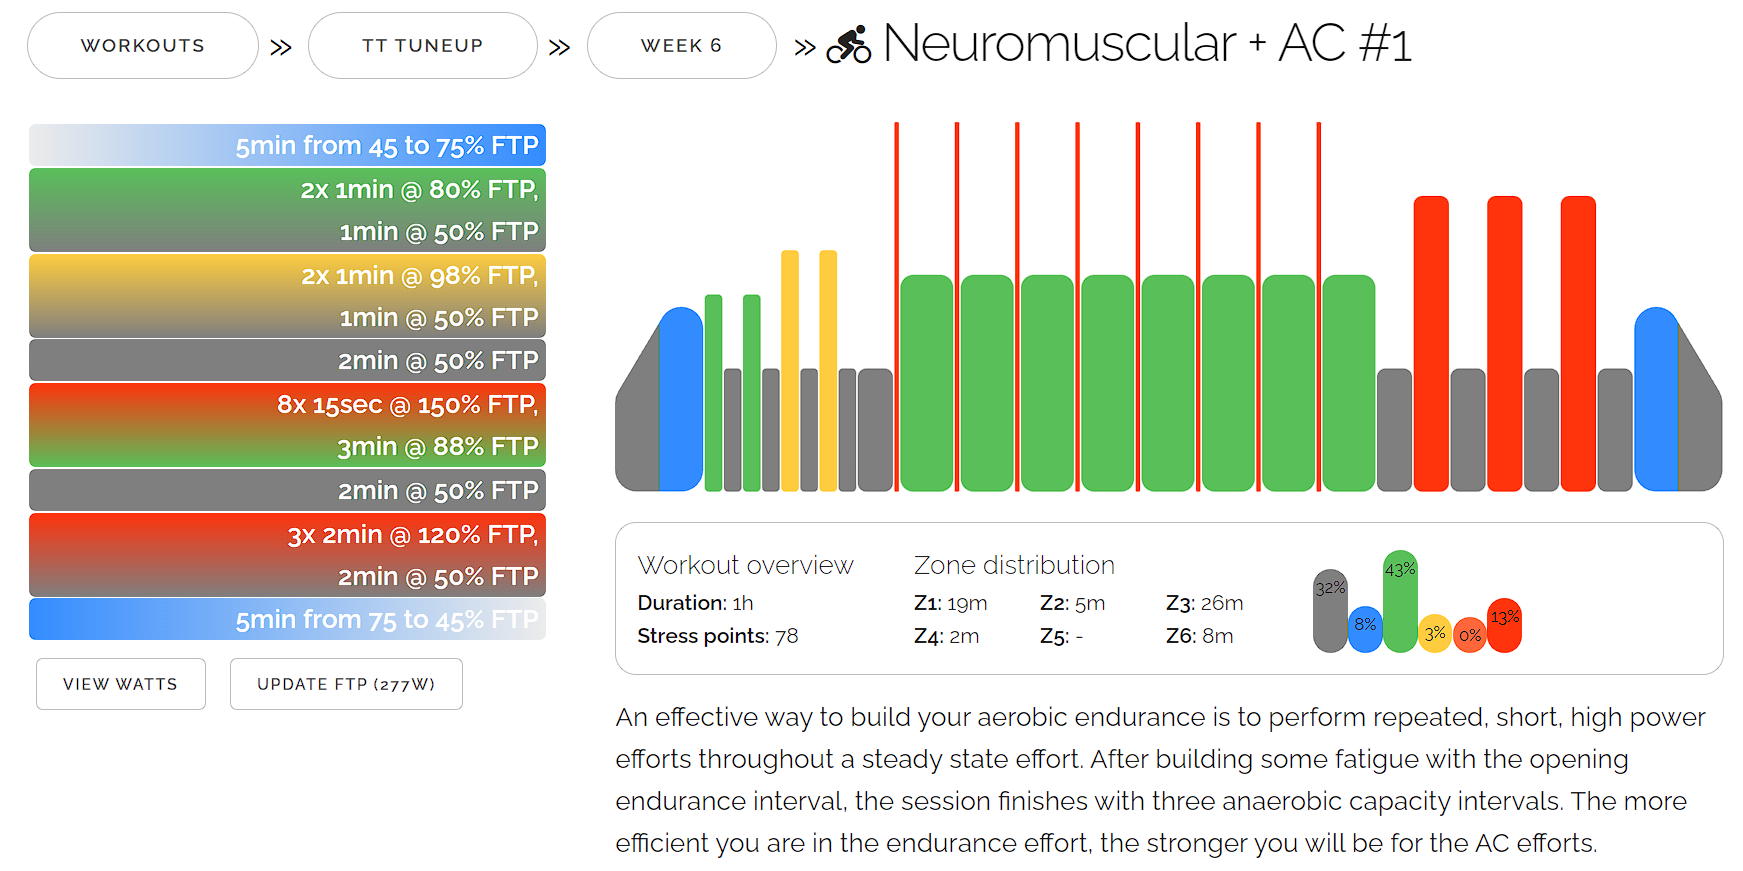 WORKOUTS » TT TUNEUP » WEEK 6 » Neuromuscular + AC #1
5min from 45 to 75% FTP
2x 1min @ 80% FTP,
1min @ 50% FTP
2x 1min @ 98% FTP,
1min @ 50% FTP
2min @ 50% FTP
8x 15sec @ 150% FTP,
3min @ 88% FTP
2min @ 50% FTP
3x 2min @ 120% FTP,
2min @ 50% FTP
5min from 75 to 45% FTP
VIEW WATTS
UPDATE FTP (277W)
Workout overview
Duration: 1h
Stress points: 78
Zone distribution
Z1: 19m Z2: 5m Z3: 26m
Z4: 2m Z5: - Z6: 8m
32% 8% 43% 3% 0% 13%
An effective way to build your aerobic endurance is to perform repeated, short, high power
efforts throughout a steady state effort. After building some fatigue with the opening
endurance interval, the session finishes with three anaerobic capacity intervals. The more
efficient you are in the endurance effort, the stronger you will be for the AC efforts.